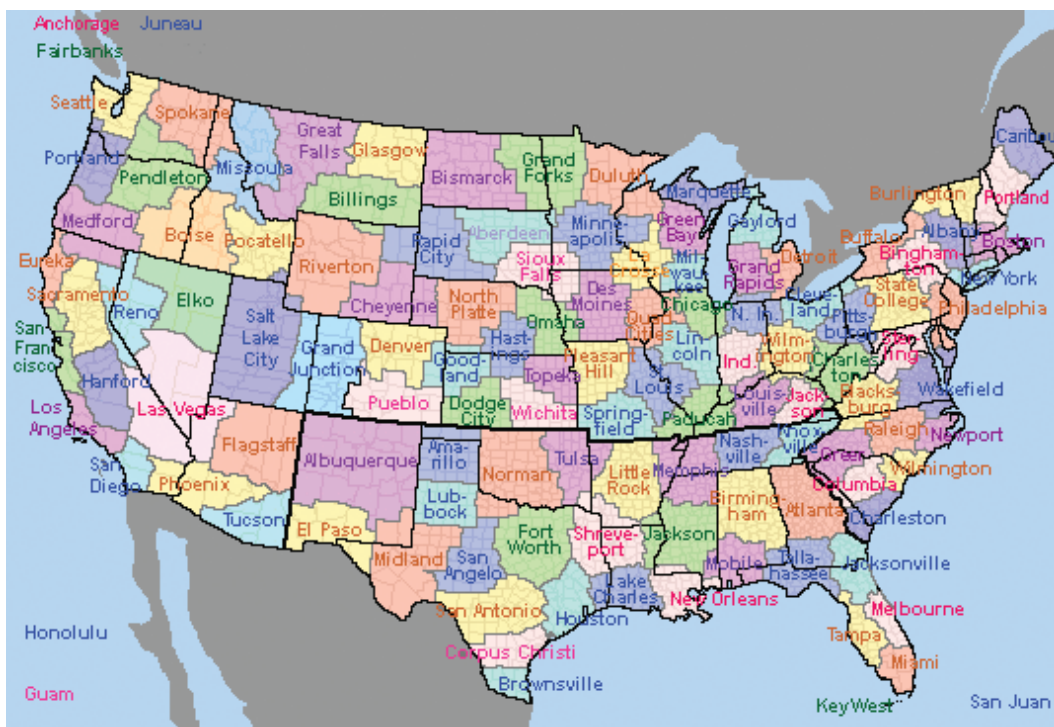 Anchorage
Juneau
Fairbanks
Seattle
Spokane
Great
Falls
Glasgow
Portland
Pendleton
Missoula
Billings
Bismarck
Grand
Forks
Duluth
Marquette
Caribou
Burlington
Portland
Medford
Boise
Pocatello
Riverton
Rapid
City
Aberdeen
Minne-
apolis
Green
Bay
Gaylord
Buffalo
Albany
Boston
Eureka
Sioux
Falls
La
Crosse
Mil-
wau-
kee
Grand
Rapids
Detroit
Bingham-
ton
New York
Sacramento
Reno
Elko
Salt
Lake
City
Cheyenne
North
Platte
Des
Moines
Quad
Cities
Chicago
N. In.
Cleve-
land
Pitts-
burgh
State
College
Philadelphia
San
Fran
cisco
Hanford
Grand
Junction
Denver
Good-
land
Hast-
ings
Omaha
Pleasant
Hill
Lin-
coln
Ind.
Wilm-
ington
Charles
ton
Ster-
ling
Los
Angeles
Las Vegas
Pueblo
Dodge
City
Topeka
Wichita
St.
Louis
Spring-
field
Paducah
Louis-
ville
Jack
son
Blacks
burg
Wakefield
San
Diego
Phoenix
Flagstaff
Albuquerque
Ama-
rillo
Norman
Tulsa
Little
Rock
Memphis
Nash-
ville
Knox-
ville
Raleigh
Newport
Tucson
El Paso
Lub-
bock
Birming-
ham
Atlanta
Greer
Columbia
Wilmington
Charleston
Midland
San
Angelo
Fort
Worth
Shreve-
port
Jackson
Mobile
Talla-
hassee
Jacksonville
San Antonio
Houston
Lake
Charles
New Orleans
Melbourne
Honolulu
Corpus Christi
Tampa
Miami
Guam
Brownsville
Key West
San Juan